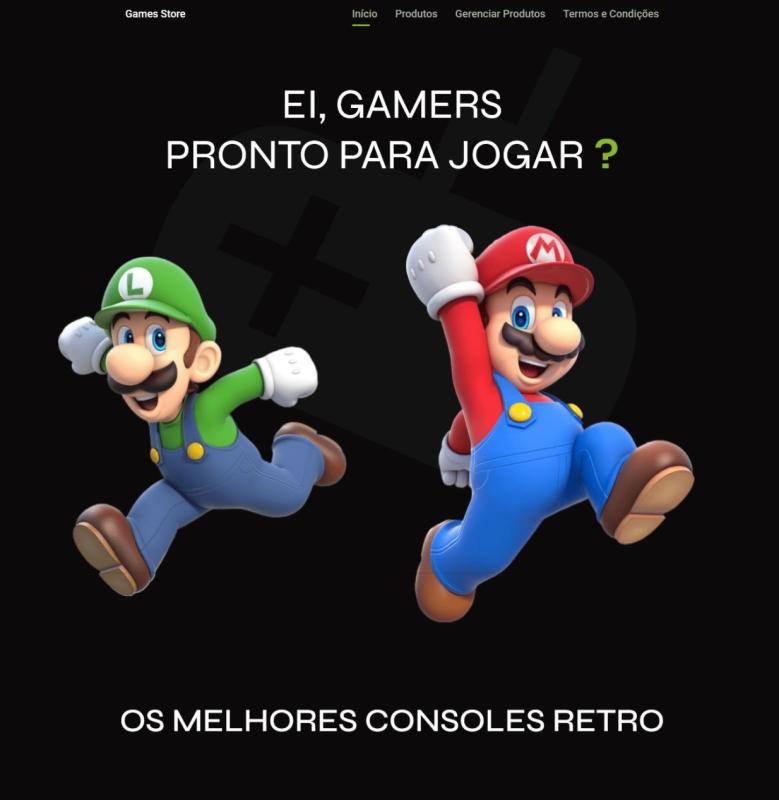 Games Store
Início Produtos Gerenciar Produtos Termos e Condições
EI, GAMERS
PRONTO PARA JOGAR ?
L
M
OS MELHORES CONSOLES RETRO